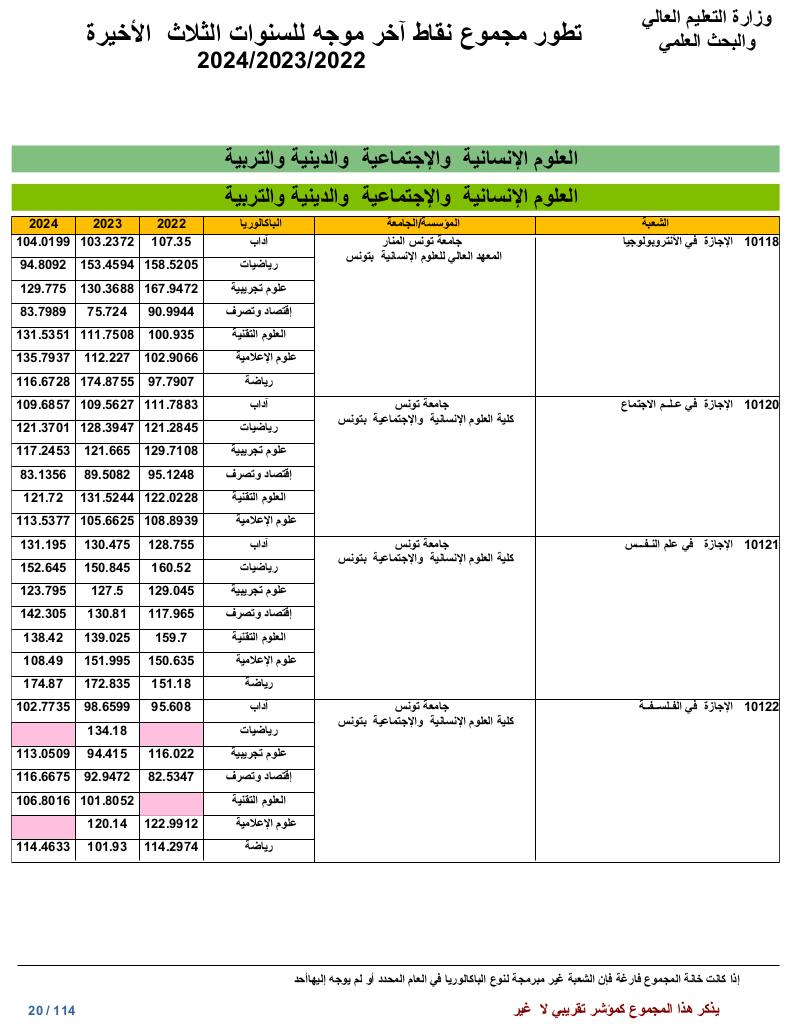 وزارة التعليم العالي
والبحث العلمي
تطور مجموع نقاط آخر موجه للسنوات الثلاث الأخيرة
2024/2023/2022
العلوم الإنسانية والإجتماعية والدينية والتربية
العلوم الإنسانية والإجتماعية والدينية والتربية
الشعبة المؤسسة/الجامعة الباكالوريا 2022 2023 2024
10118 الإجازة في الأنتروبولوجيا جامعة تونس المنار آداب 107.35 103.2372 104.0199
المعهد العالي للعلوم الإنسانية بتونس
رياضيات 158.5205 153.4594 94.8092
علوم تجريبية 167.9472 130.3688 129.775
إقتصاد وتصرف 90.9944 75.724 83.7989
العلوم التقنية 100.935 111.7508 131.5351
علوم الإعلامية 102.9066 112.227 135.7937
رياضة 97.7907 174.8755 116.6728
10120 الإجازة في علـم الاجتماع جامعة تونس آداب 111.7883 109.5627 109.6857
كلية العلوم الإنسانية والإجتماعية بتونس
رياضيات 121.2845 128.3947 121.3701
علوم تجريبية 129.7108 121.665 117.2453
إقتصاد وتصرف 95.1248 89.5082 83.1356
العلوم التقنية 122.0228 131.5244 121.72
علوم الإعلامية 108.8939 105.6625 113.5377
10121 الإجازة في علم النـفـــس جامعة تونس آداب 128.755 130.475 131.195
كلية العلوم الإنسانية والإجتماعية بتونس
رياضيات 160.52 150.845 152.645
علوم تجريبية 129.045 127.5 123.795
إقتصاد وتصرف 117.965 130.81 142.305
العلوم التقنية 159.7 139.025 138.42
علوم الإعلامية 150.635 151.995 108.49
رياضة 151.18 172.835 174.87
10122 الإجازة في الفـلـسـفــة جامعة تونس آداب 95.608 98.6599 102.7735
كلية العلوم الإنسانية والإجتماعية بتونس
رياضيات 134.18
علوم تجريبية 116.022 94.415 113.0509
إقتصاد وتصرف 82.5347 92.9472 116.6675
العلوم التقنية 101.8052 106.8016
علوم الإعلامية 122.9912 120.14
رياضة 114.2974 101.93 114.4633
إذا كانت خانة المجموع فارغة فإن الشعبة غير مبرمجة لنوع الباكالوريا في العام المحدد أو لم يوجه إليهاأحد
يذكر هذا المجموع كمؤشر تقريبي لا غير
20 / 114